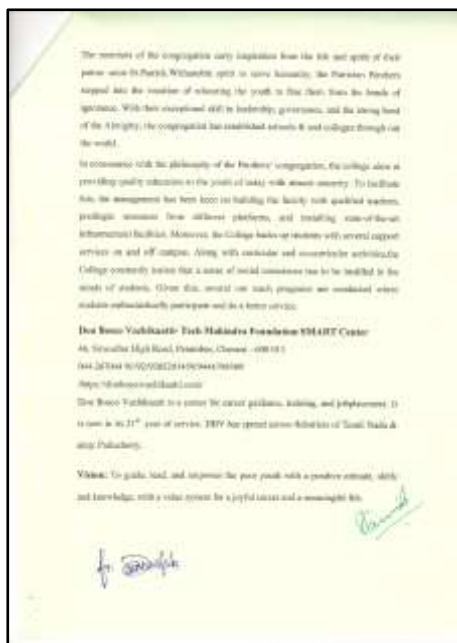 The members of the congregation carry inspiration from the life and spirit of their
patron saint St.Patrick. spirit to serve humanity, the Patrician Brothers
stepped into the vocation of educating the youth to free them from the bonds of
ignorance. With their exceptional skill in leadership, governance, and the strong hand
of the Almighty, the congregation has established schools & and colleges through out
the world.
In consonance with the philosophy of the Brothers' congregation, the college aims at
providing quality education to the youth of today with utmost sincerity. To facilitate
this, the management has been keen on building the faculty with qualified teachers,
resources from different platforms, and installing state-of-the-art
infrastructural facilities. Moreover, the College backs up students with several support
services on and off campus. Along with curricular and activities,the
College constantly insists that a sense of social consciousness has to be instilled in the
minds of students. Given this, several out reach programs are conducted where
students enthusiastically participate and do a better service.
Don Bosco Vazhikaatti- Tech Mahindra Foundation SMART Center
High Road, Chennai -
Don Bosco Vazhikaatti is a center for career guidance, training, and jobplacement. It
is now in its 21st year of service. DBV has spread across districts of Tamil Nadu &
Puducherry.
Vision: To guide, lead, and empower the poor youth with a positive attitude, skills
and knowledge, with a value system for a joyful career and a meaningful life.